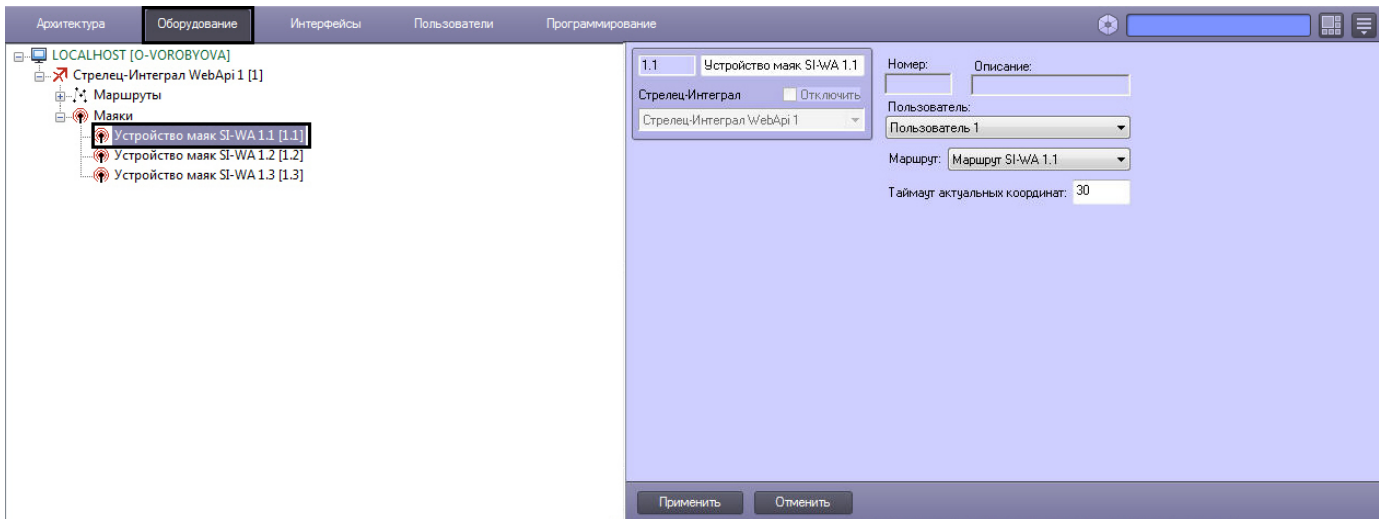 Архитектура Оборудование Интерфейсы Пользователи Программирование
LOCALHOST [O-VOROBYOVA]
Стрелец-Интеграл WebApi 1 [1]
Маршруты
Маяки
Устройство маяк SI-WA 1.1 [1.1]
Устройство маяк SI-WA 1.2 [1.2]
Устройство маяк SI-WA 1.3 [1.3]
1.1 Устройство маяк SI-WA 1.1
Стрелец-Интеграл Отключить
Стрелец-Интеграл WebApi 1
Номер: Описание:
Пользователь:
Пользователь 1
Маршрут: Маршрут SI-WA 1.1
Таймаут актуальных координат: 30
Применить Отменить